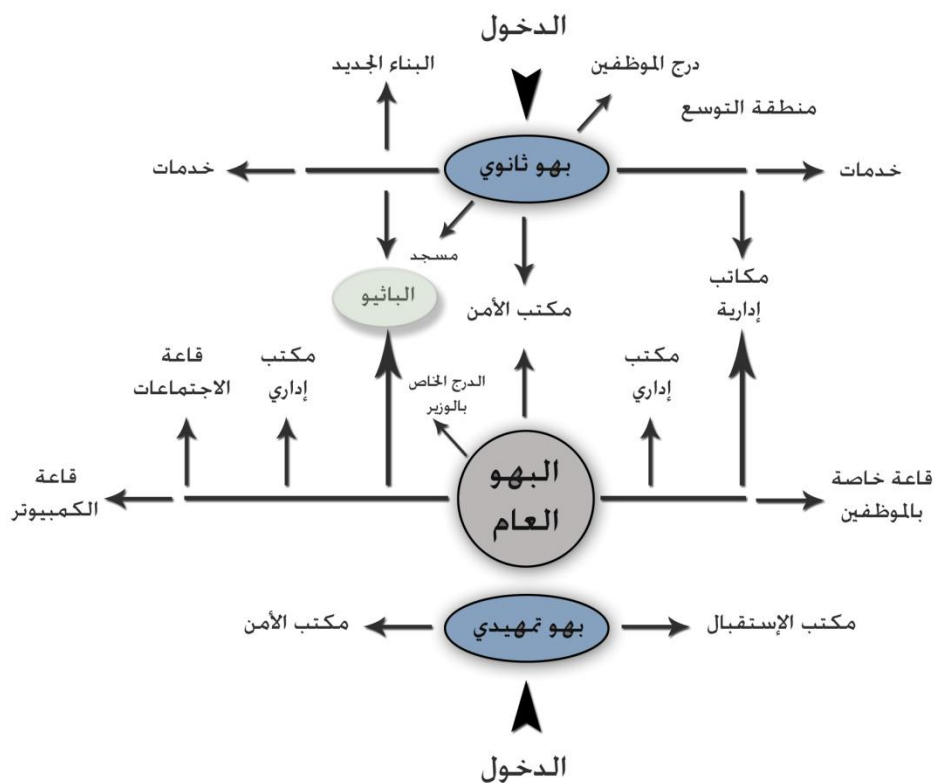 الدخول
البناء الجديد
درج الموظفين
منطقة التوسع
خدمات
بهو ثانوي
خدمات
مسجد
مكاتب
إدارية
الباثيو
مكتب الأمن
قاعة
الاجتماعات
مكتب
إداري
الدرج الخاص
بالوزير
مكتب
إداري
البهو
العام
قاعة
الكمبيوتر
قاعة خاصة
بالموظفين
مكتب الأمن
بهو تمهيدي
مكتب الإستقبال
الدخول